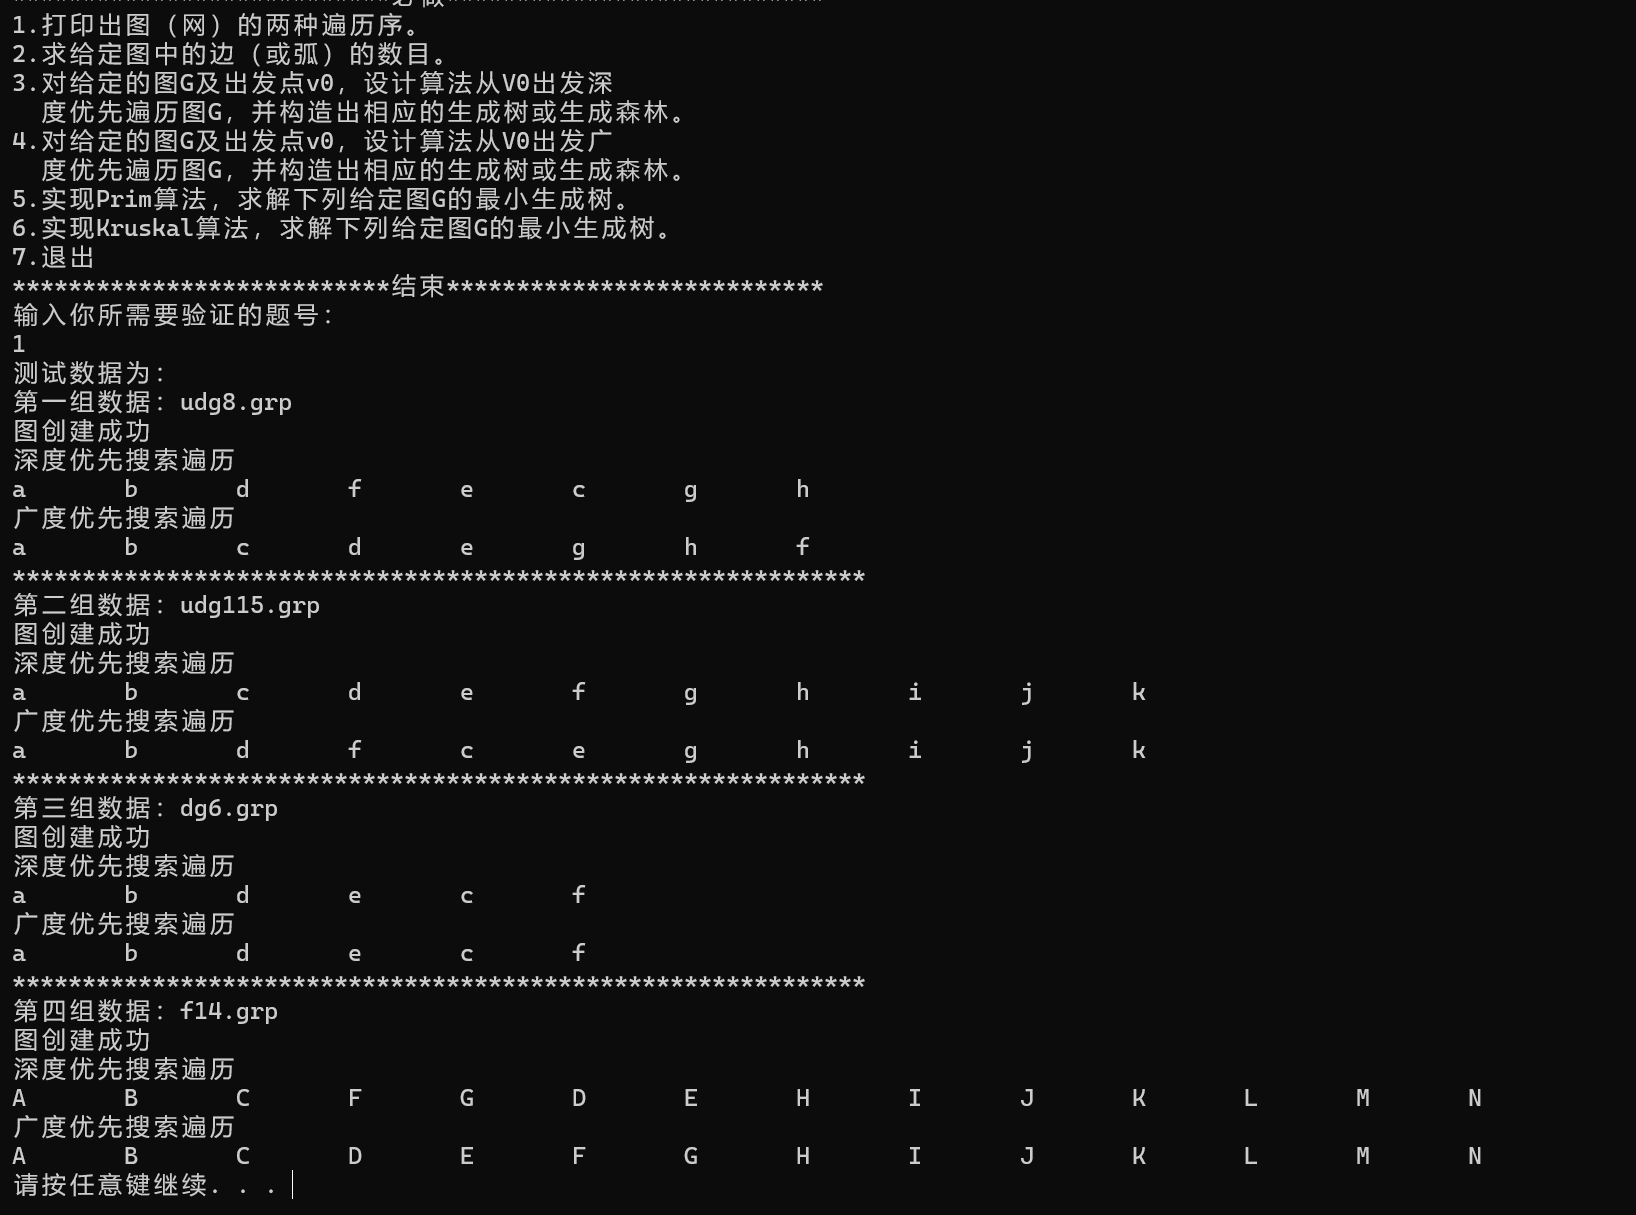 1.打印出图（网）的两种遍历序。
2.求给定图中的边（或弧）的数目。
3.对给定的图G及出发点v0，设计算法从V0出发深
度优先遍历图G，并构造出相应的生成树或生成森林。
4.对给定的图G及出发点v0，设计算法从V0出发广
度优先遍历图G，并构造出相应的生成树或生成森林。
5.实现Prim算法，求解下列给定图G的最小生成树。
6.实现Kruskal算法，求解下列给定图G的最小生成树。
7.退出
***************************结束***************************
输入你所需要验证的题号：
1
测试数据为：
第一组数据：udg8.grp
图创建成功
深度优先搜索遍历
a b d f e c g h
广度优先搜索遍历
a b c d e g h f
*************************************************************
第二组数据：udg115.grp
图创建成功
深度优先搜索遍历
a b c d e f g h i j k
广度优先搜索遍历
a b d f c e g h i j k
*************************************************************
第三组数据：dg6.grp
图创建成功
深度优先搜索遍历
a b d e c f
广度优先搜索遍历
a b d e c f
*************************************************************
第四组数据：f14.grp
图创建成功
深度优先搜索遍历
A B C F G D E H I J K L M N
广度优先搜索遍历
A B C D E F G H I J K L M N
请按任意键继续. . .